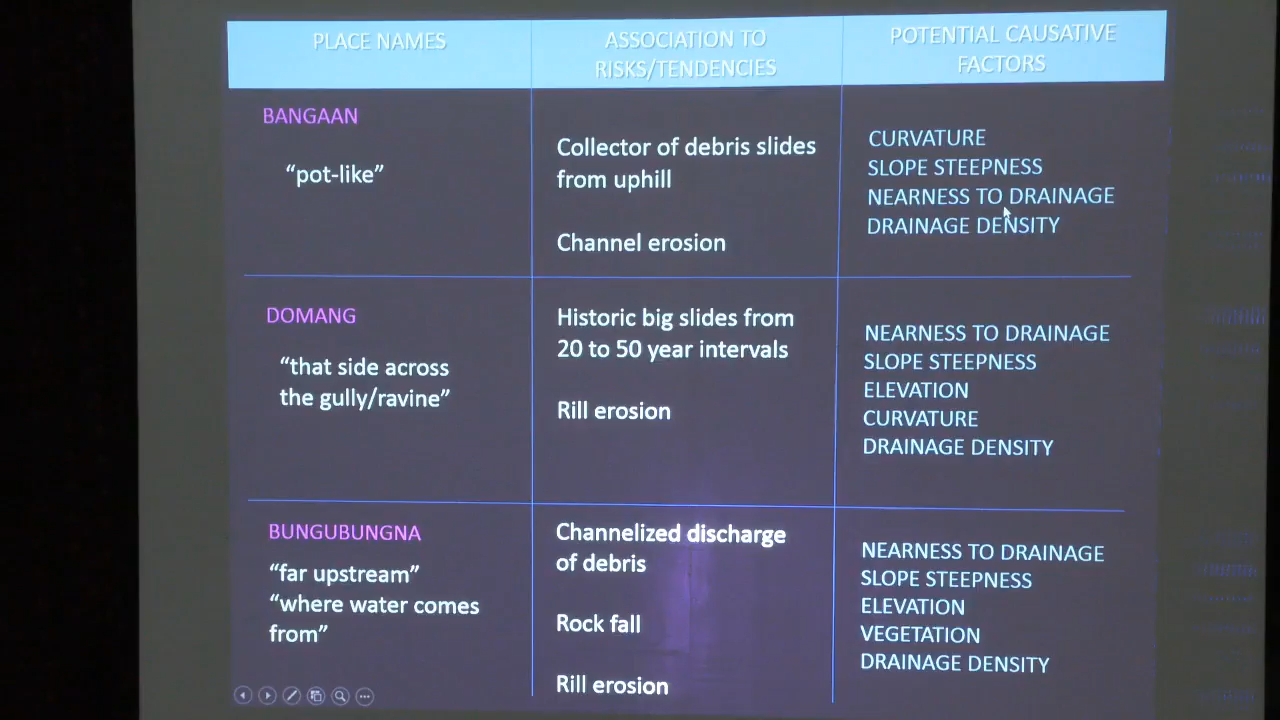 PLACE NAMES
ASSOCIATION TO
RISKS/TENDENCIES
POTENTIAL CAUSATIVE
FACTORS
BANGAAN
“pot-like”
Collector of debris slides
from uphill
Channel erosion
CURVATURE
SLOPE STEEPNESS
NEARNESS TO DRAINAGE
DRAINAGE DENSITY
DOMANG
“that side across
the gully/ravine”
Historic big slides from
20 to 50 year intervals
Rill erosion
NEARNESS TO DRAINAGE
SLOPE STEEPNESS
ELEVATION
CURVATURE
DRAINAGE DENSITY
BUNGUBUNGNA
“far upstream”
“where water comes
from”
Channelized discharge
of debris
Rock fall
Rill erosion
NEARNESS TO DRAINAGE
SLOPE STEEPNESS
ELEVATION
VEGETATION
DRAINAGE DENSITY